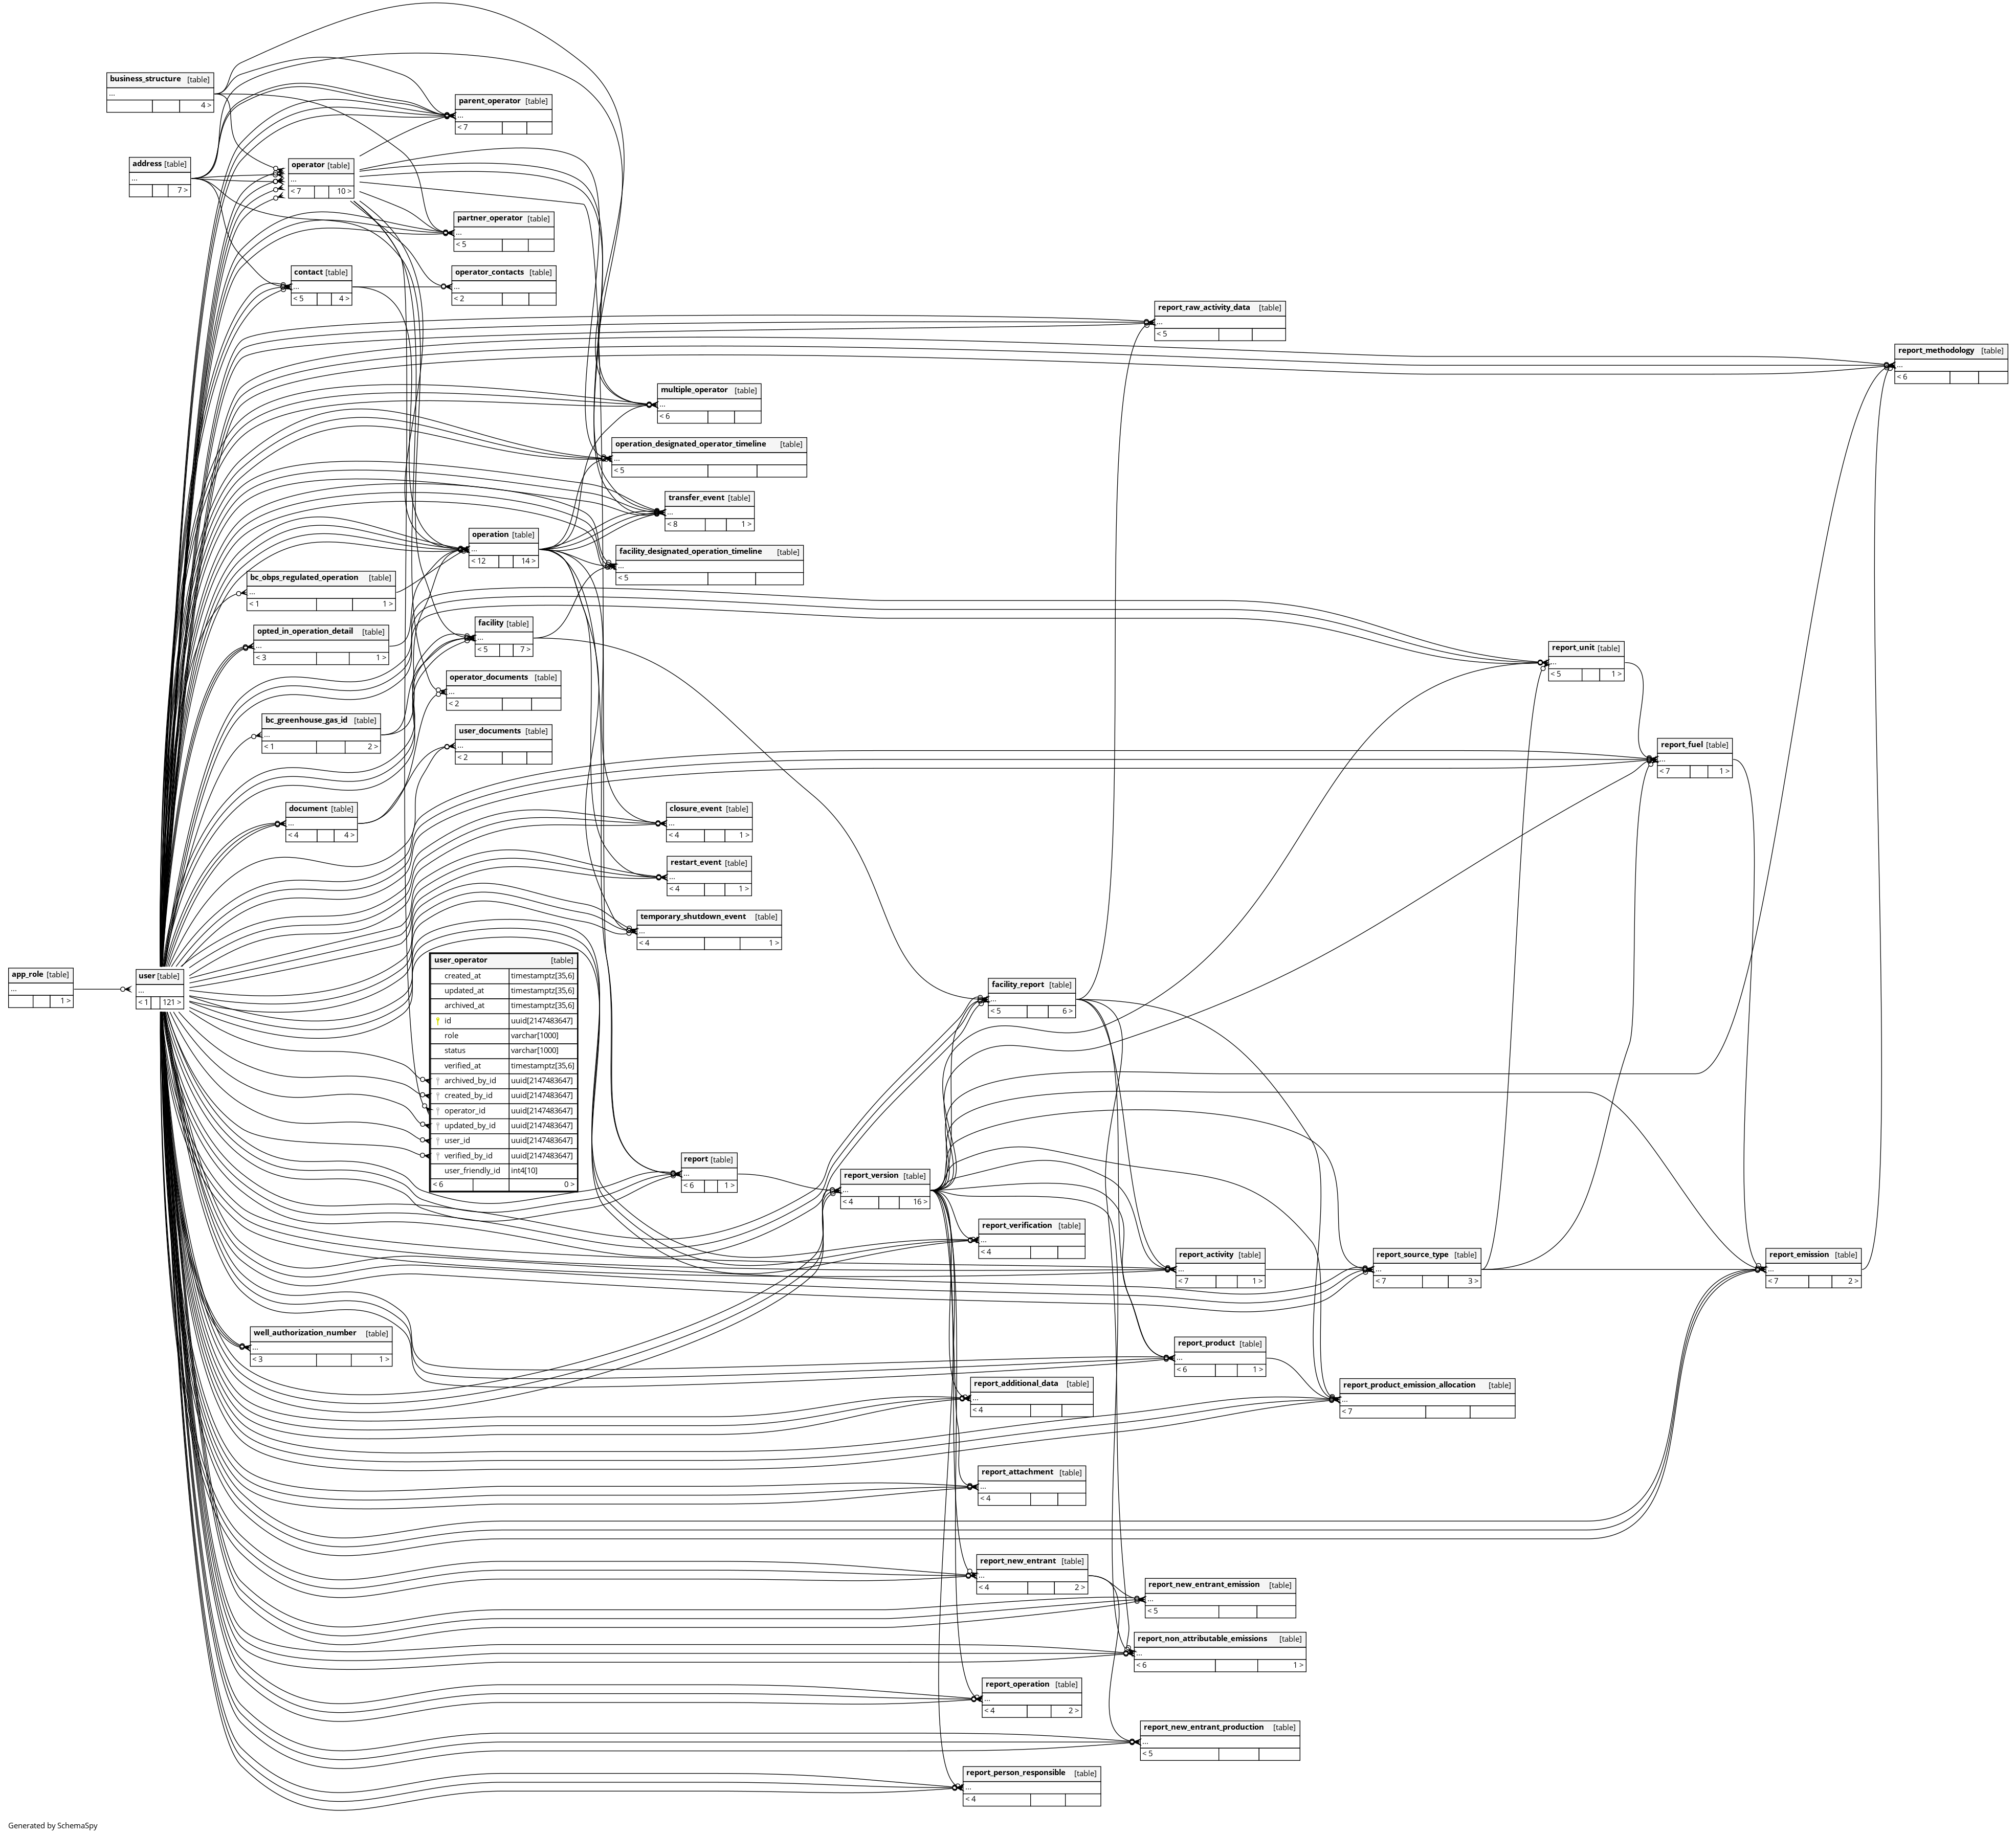 business_structure [table]
...
4 >
parent_operator [table]
...
< 7
address [table]
...
7 >
operator [table]
...
< 7 10 >
partner_operator [table]
...
< 5
contact [table]
...
< 5 4 >
operator_contacts [table]
...
< 2
report_raw_activity_data [table]
...
< 5
report_methodology [table]
...
< 6
multiple_operator [table]
...
< 6
operation_designated_operator_timeline [table]
...
< 5
transfer_event [table]
...
< 8 1 >
operation [table]
...
< 12 14 >
facility_designated_operation_timeline [table]
...
< 5
bc_obps_regulated_operation [table]
...
< 1 1 >
facility [table]
...
< 5 7 >
opted_in_operation_detail [table]
...
< 3 1 >
report_unit [table]
...
< 5 1 >
operator_documents [table]
...
< 2
bc_greenhouse_gas_id [table]
...
< 1 2 >
user_documents [table]
...
< 2
report_fuel [table]
...
< 7 1 >
document [table]
...
< 4 4 >
closure_event [table]
...
< 4 1 >
restart_event [table]
...
< 4 1 >
temporary_shutdown_event [table]
...
< 4 1 >
app_role [table]
...
1 >
user [table]
...
< 1 121 >
user_operator [table]
created_at timestamptz[35,6]
updated_at timestamptz[35,6]
archived_at timestamptz[35,6]
id uuid[2147483647]
role varchar[1000]
status varchar[1000]
verified_at timestamptz[35,6]
archived_by_id uuid[2147483647]
created_by_id uuid[2147483647]
operator_id uuid[2147483647]
updated_by_id uuid[2147483647]
user_id uuid[2147483647]
verified_by_id uuid[2147483647]
user_friendly_id int4[10]
< 6 0 >
facility_report [table]
...
< 5 6 >
report [table]
...
< 6 1 >
report_version [table]
...
< 4 16 >
report_verification [table]
...
< 4
report_activity [table]
...
< 7 1 >
report_source_type [table]
...
< 7 3 >
report_emission [table]
...
< 7 2 >
well_authorization_number [table]
...
< 3 1 >
report_product [table]
...
< 6 1 >
report_additional_data [table]
...
< 4
report_product_emission_allocation [table]
...
< 7
report_attachment [table]
...
< 4
report_new_entrant [table]
...
< 4 2 >
report_new_entrant_emission [table]
...
< 5
report_non_attributable_emissions [table]
...
< 6 1 >
report_operation [table]
...
< 4 2 >
report_new_entrant_production [table]
...
< 5
report_person_responsible [table]
...
< 4
Generated by SchemaSpy